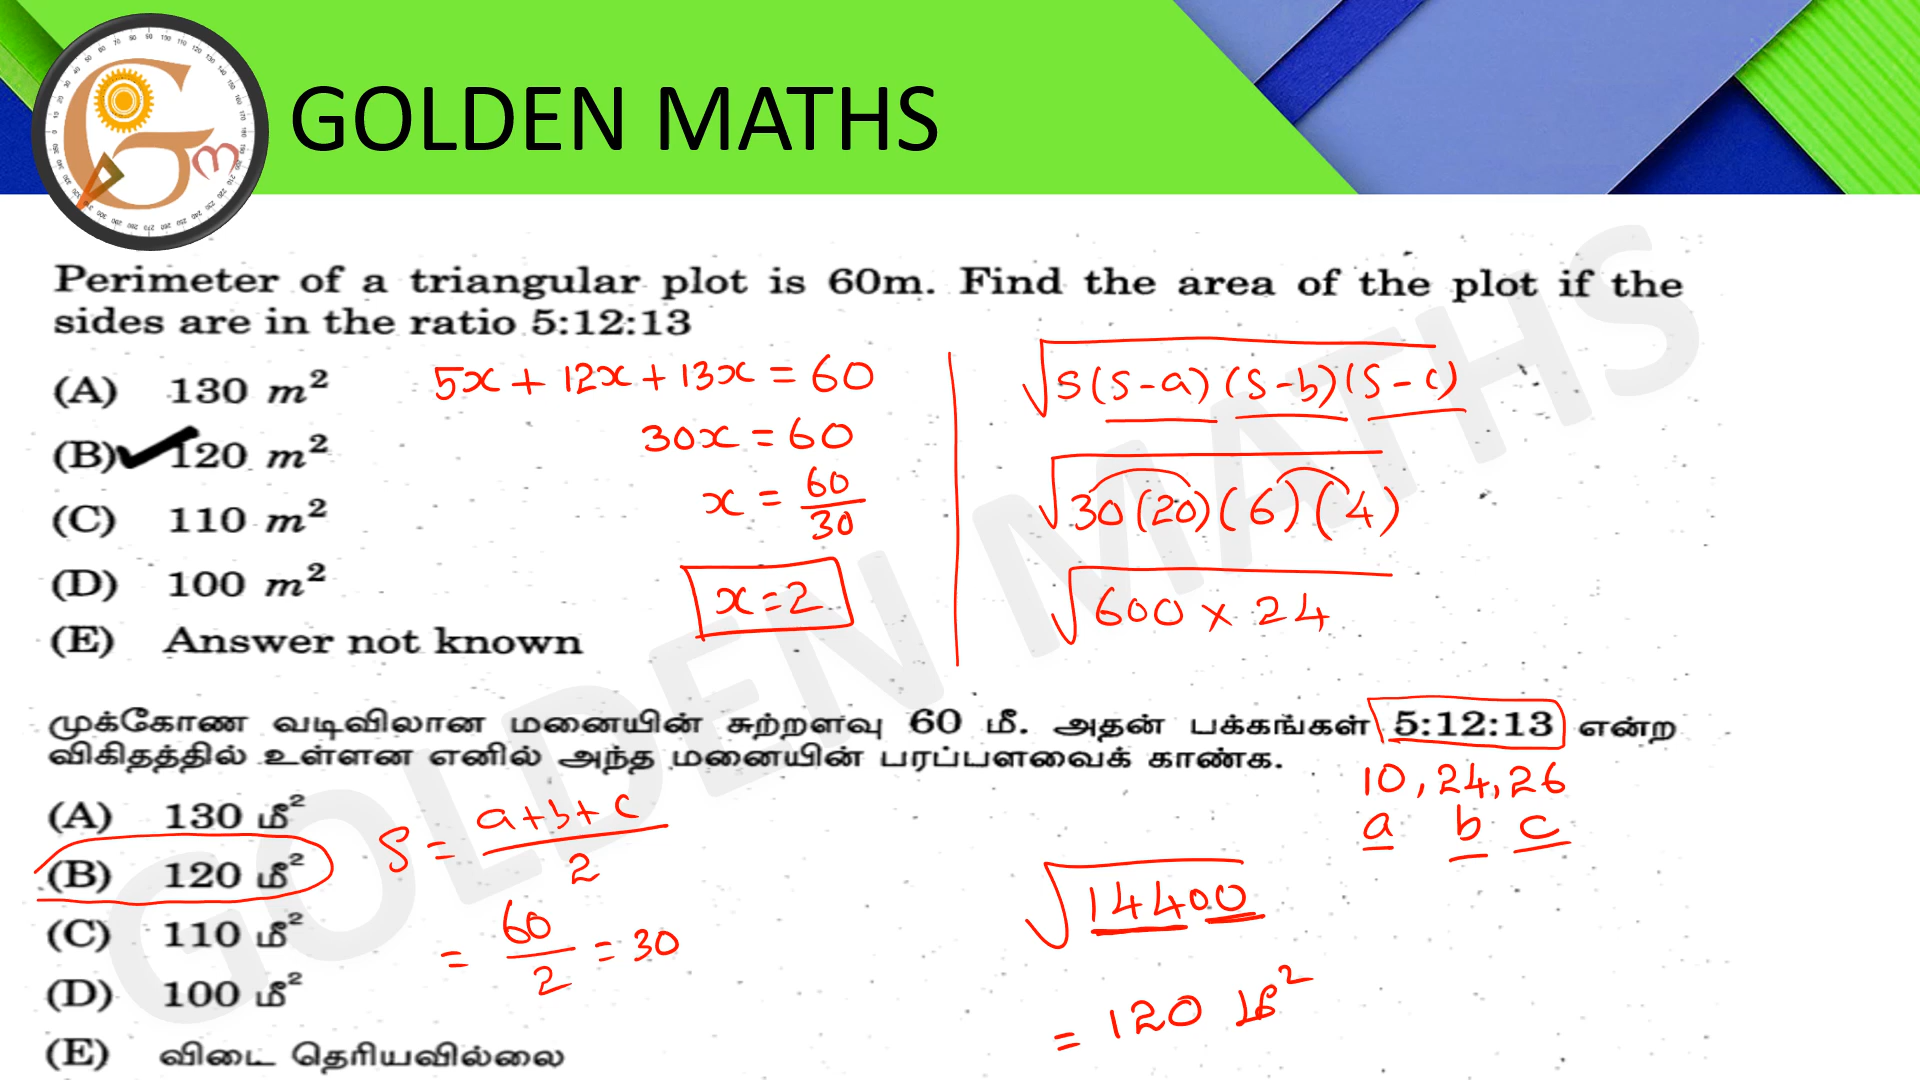 GOLDEN MATHS
Perimeter of a triangular plot is 60m. Find the area of the plot if the
sides are in the ratio 5:12:13
(A) 130 m²
(B) 120 m²
(C) 110 m²
(D) 100 m²
(E) Answer not known
5x + 12x + 13x = 60
30x = 60
x = 60/30
x = 2
√S(S-a)(S-b)(S-c)
√30(20)(6)(4)
√600 × 24
முக்கோண வடிவிலான மனையின் சுற்றளவு 60 மீ. அதன் பக்கங்கள் 5:12:13 என்ற
விகிதத்தில் உள்ளன எனில் அந்த மனையின் பரப்பளவைக் காண்க.
10, 24, 26
a b c
(A) 130 மீ²
(B) 120 மீ²
(C) 110 மீ²
(D) 100 மீ²
(E) விடை தெரியவில்லை
S = a+b+c/2
= 60/2 = 30
√14400
= 120 மீ²
GOLDEN MATHS